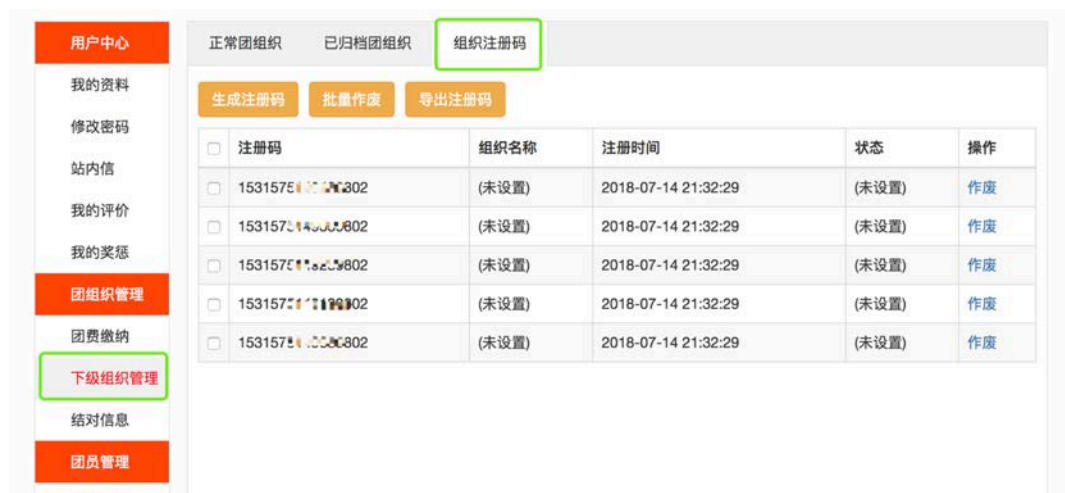 用户中心
我的资料
修改密码
站内信
我的评价
我的奖惩
团组织管理
团费缴纳
下级组织管理
结对信息
团员管理
正常团组织 已归档团组织 组织注册码
生成注册码 批量作废 导出注册码
注册码 组织名称 注册时间 状态 操作
(未设置) 2018-07-14 21:32:29 (未设置) 作废
(未设置) 2018-07-14 21:32:29 (未设置) 作废
(未设置) 2018-07-14 21:32:29 (未设置) 作废
(未设置) 2018-07-14 21:32:29 (未设置) 作废
(未设置) 2018-07-14 21:32:29 (未设置) 作废